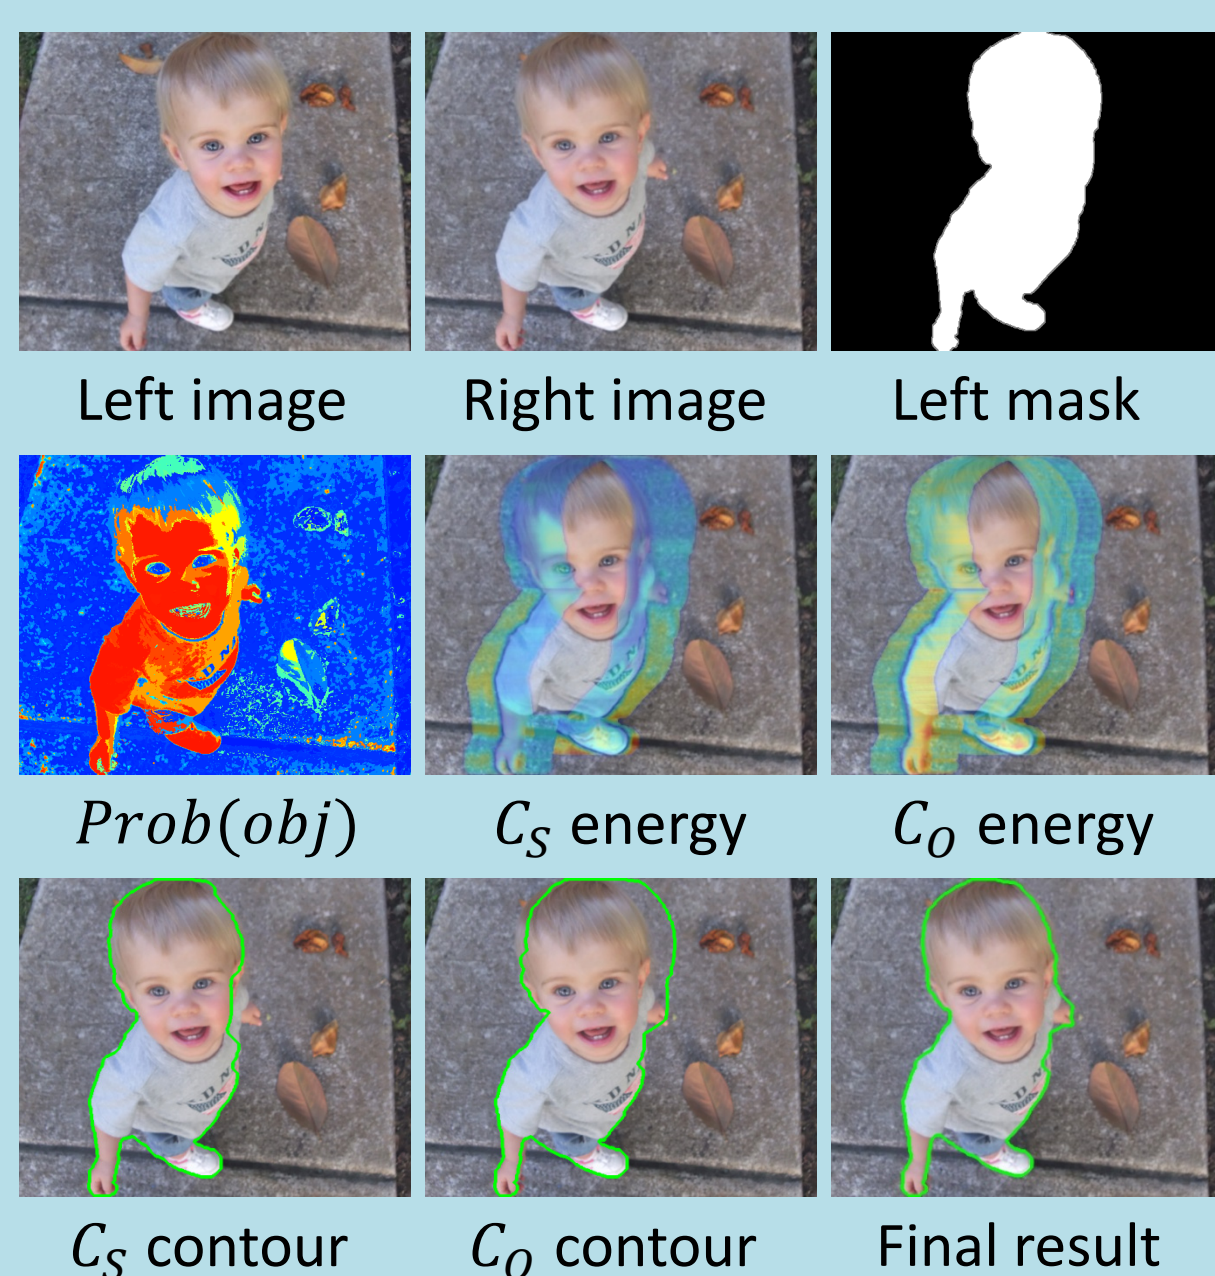 Left image
Right image
Left mask
Prob(obj)
C_S energy
C_O energy
C_S contour
C_O contour
Final result